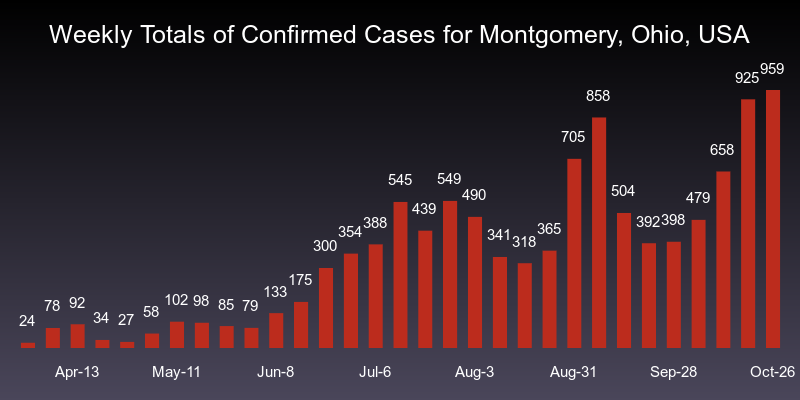 Weekly Totals of Confirmed Cases for Montgomery, Ohio, USA
24 78 92 34 27 58 102 98 85 79 133 175 300 354 388 545 439 549 490 341 318 365 705 858 504 392 398 479 658 925 959
Apr-13 May-11 Jun-8 Jul-6 Aug-3 Aug-31 Sep-28 Oct-26